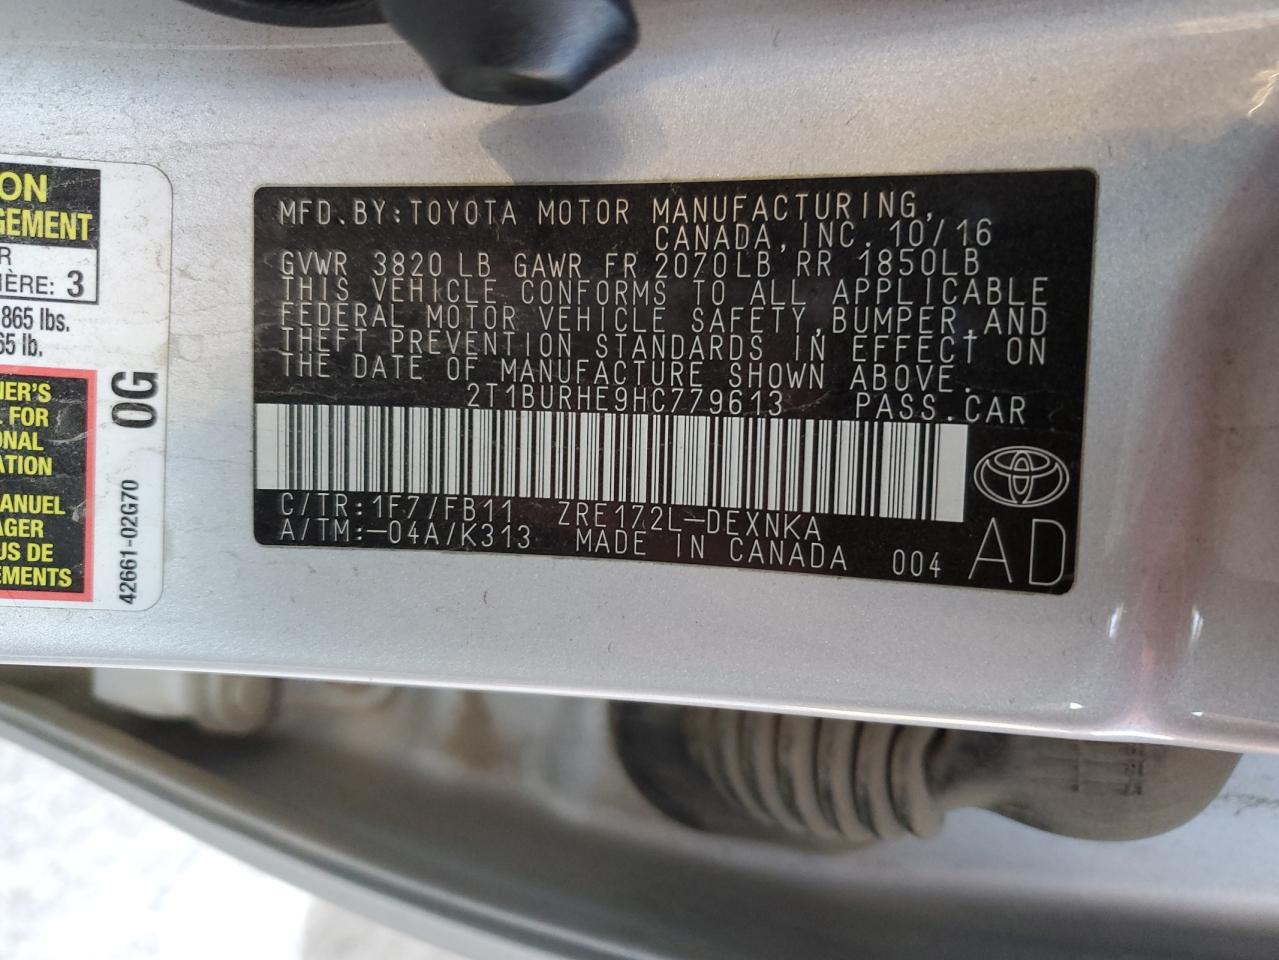 ON
GEMENT
R
IÈRE: 3
865 lbs.
65 lb.
NER'S
L FOR
ONAL
ATION
MANUEL
AGER
US DE
EMENTS
0G
42661-02G70
MFD.BY:TOYOTA MOTOR MANUFACTURING,
CANADA,INC. 10/16
GVWR 3820 LB GAWR FR 2070LB RR 1850LB
THIS VEHICLE CONFORMS TO ALL APPLICABLE
FEDERAL MOTOR VEHICLE SAFETY,BUMPER,AND
THEFT PREVENTION STANDARDS IN EFFECT ON
THE DATE OF MANUFACTURE SHOWN ABOVE.
2T1BURHE9HC779613 PASS.CAR
C/TR:1F7/FB11 ZRE172L-DEXNKA
A/TM:-04A/K313 MADE IN CANADA 004
AD